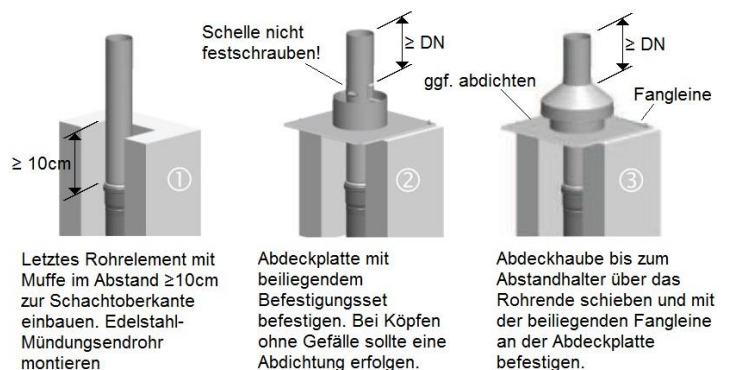 ≥ 10cm
①
Letztes Rohrelement mit
Muffe im Abstand ≥10cm
zur Schachtoberkante
einbauen. Edelstahl-
Mündungsendrohr
montieren
Schelle nicht
festschrauben!
≥ DN
②
Abdeckplatte mit
beiliegendem
Befestigungsset
befestigen. Bei Köpfen
ohne Gefälle sollte eine
Abdichtung erfolgen.
≥ DN
ggf. abdichten
Fangleine
③
Abdeckhaube bis zum
Abstandhalter über das
Rohrende schieben und mit
der beiliegenden Fangleine
an der Abdeckplatte
befestigen.